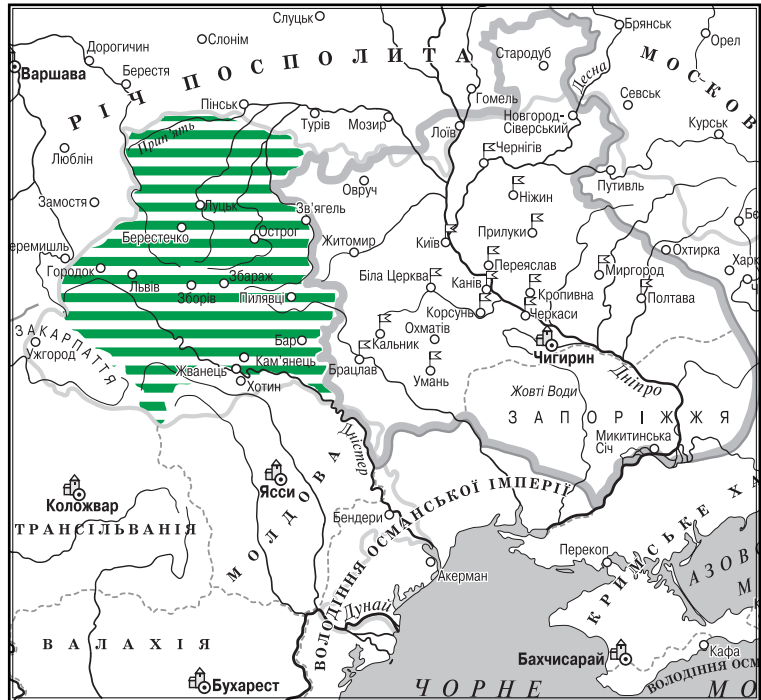 Слуцьк
Брянськ
Слонім
Орел
Дорогичин
Стародуб
Варшава
Берестя
РІЧ ПОСПОЛИТА
МОСКОВ
Десна
Гомель
Севськ
Пінськ
Новгород-
Сіверський
Турів
Мозир
Лоїв
Курськ
Прип'ять
Чернігів
Люблін
Овруч
Путивль
Ніжин
Замостя
Луцьк
Зв'ягель
Прилуки
Берестечко
Острог
Житомир
Київ
Охтирка
еремишль
Переяслав
Харк
Городок
Львів
Збараж
Біла Церква
Канів
Миргород
Зборів
Пилявці
Кропивна
Полтава
Корсунь
Черкаси
ЗАКАРПАТТЯ
Ужгород
Бар
Кальник
Охматів
Чигирин
Кам'янець
Жванець
Брацлав
Умань
Дніпро
Хотин
Жовті Води
ЗАПОРІЖЖЯ
Дністер
Микитинська
Січ
Ясси
Коложвар
МОЛДОВА
ВОЛОДІННЯ ОСМАНСЬКОЇ ІМПЕРІЇ
Бендери
ТРАНСІЛЬВАНІЯ
Перекоп
КРИМСЬКЕ ХА
АЗОВ
М
Акерман
Дунай
ВАЛАХІЯ
Бахчисарай
Кафа
Бухарест
ВОЛОДІННЯ ОСМ
ЧОРНЕ МО